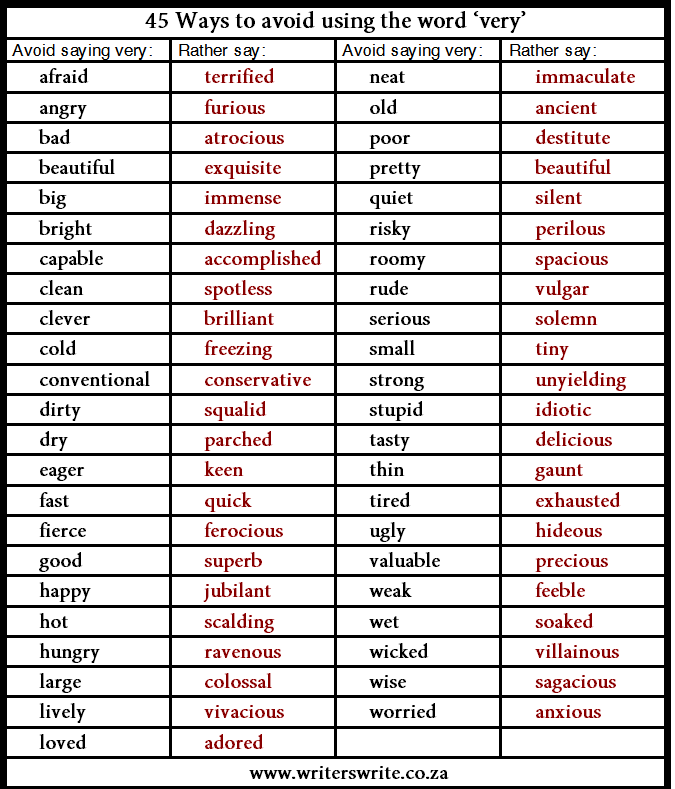 45 Ways to avoid using the word ‘very’
Avoid saying very: Rather say: Avoid saying very: Rather say:
afraid terrified neat immaculate
angry furious old ancient
bad atrocious poor destitute
beautiful exquisite pretty beautiful
big immense quiet silent
bright dazzling risky perilous
capable accomplished roomy spacious
clean spotless rude vulgar
clever brilliant serious solemn
cold freezing small tiny
conventional conservative strong unyielding
dirty squalid stupid idiotic
dry parched tasty delicious
eager keen thin gaunt
fast quick tired exhausted
fierce ferocious ugly hideous
good superb valuable precious
happy jubilant weak feeble
hot scalding wet soaked
hungry ravenous wicked villainous
large colossal wise sagacious
lively vivacious worried anxious
loved adored
www.writerswrite.co.za